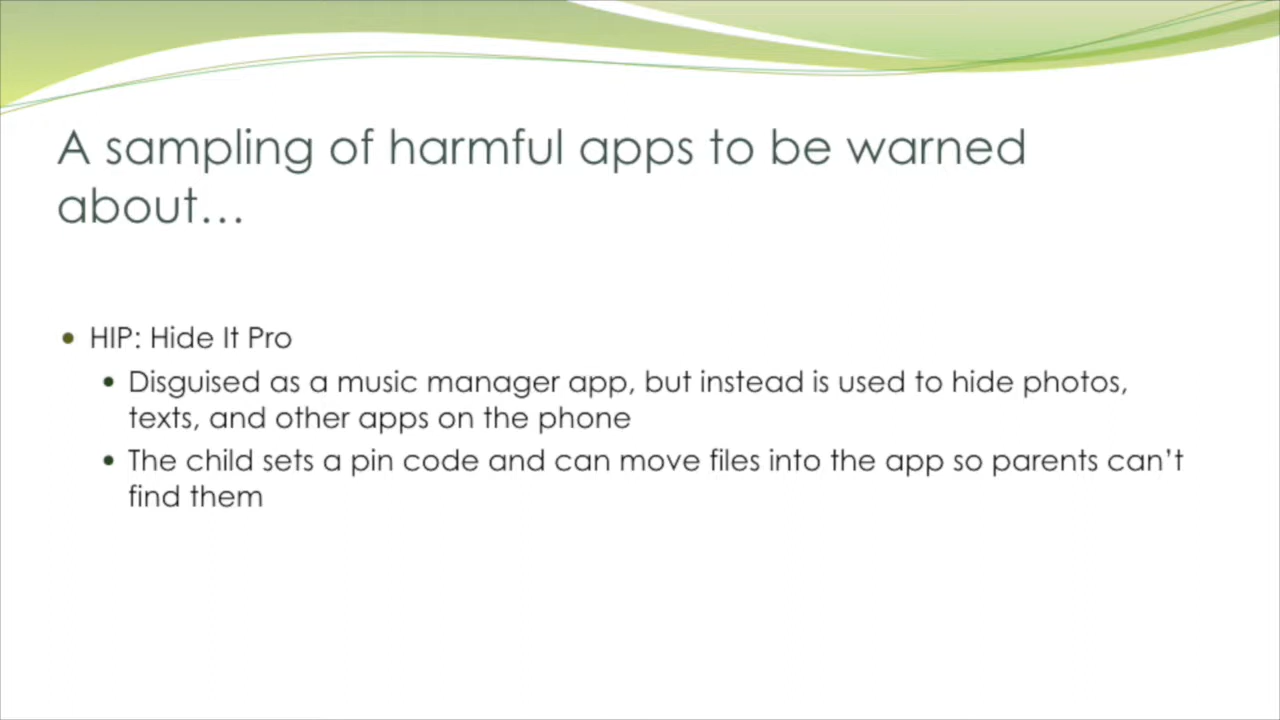 A sampling of harmful apps to be warned
about…
• HIP: Hide It Pro
• Disguised as a music manager app, but instead is used to hide photos,
texts, and other apps on the phone
• The child sets a pin code and can move files into the app so parents can’t
find them